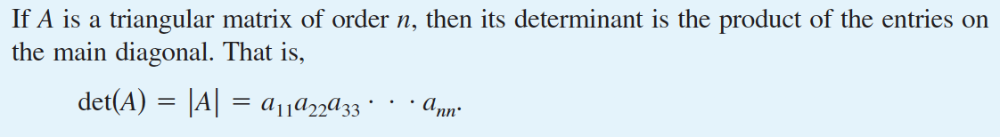 If A is a triangular matrix of order n, then its determinant is the product of the entries on
the main diagonal. That is,
det(A) = |A| = a₁₁a₂₂a₃₃ · · · aₙₙ.